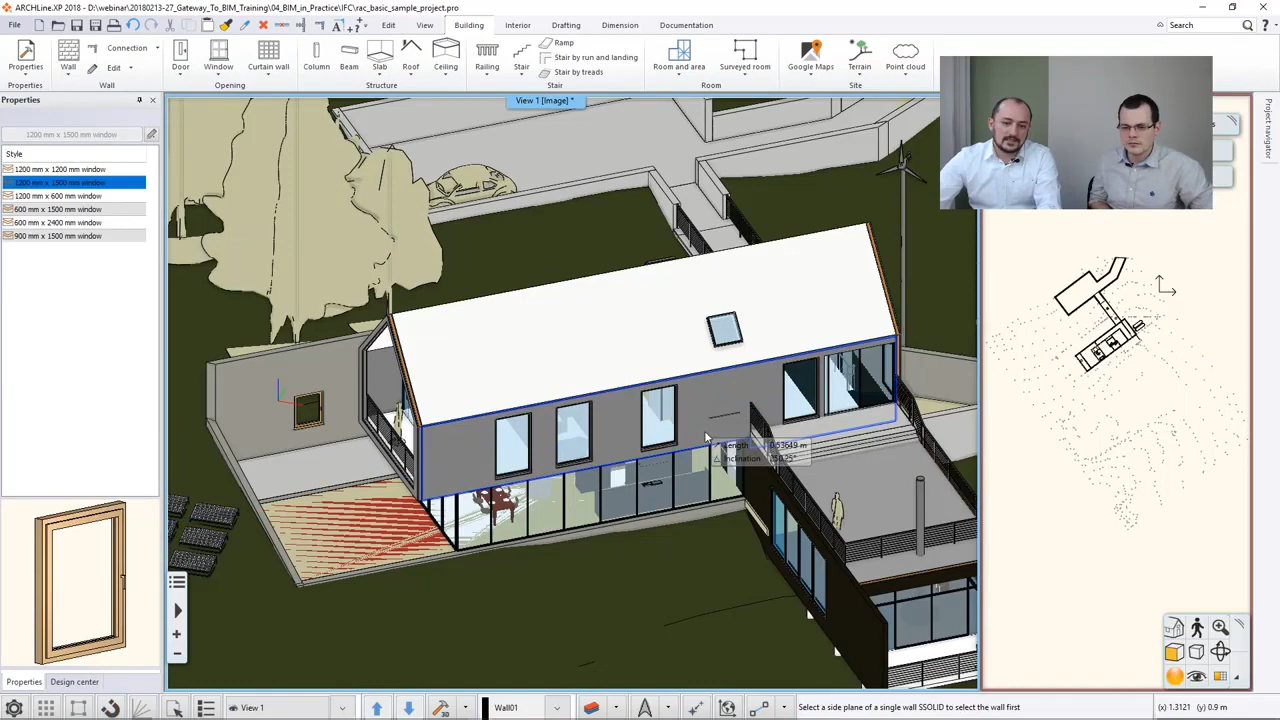 ARCHLine.XP 2018 - D:\webinar\20180213-27_Gateway_To_BIM_Training\04_BIM_in_Practice\IFC\rac_basic_sample_project.pro
File
Edit
View
Building
Interior
Drafting
Dimension
Documentation
Search
Properties
Wall
Connection
Edit
Door
Window
Curtain wall
Column
Beam
Slab
Roof
Ceiling
Railing
Stair
Ramp
Stair by run and landing
Stair by treads
Room and area
Surveyed room
Google Maps
Terrain
Point cloud
Properties
Wall
Opening
Structure
Stair
Room
Site
Properties
View 1 [Image] *
1200 mm x 1500 mm window
Style
1200 mm x 1200 mm window
1200 mm x 1500 mm window
1200 mm x 600 mm window
600 mm x 1500 mm window
600 mm x 2400 mm window
900 mm x 1500 mm window
Project navigator
Length 0.53649 m
Inclination
Properties
Design center
View 1
Wall01
30
Select a side plane of a single wall SSOLID to select the wall first
(x) 1.3121 (y) 0.9 m